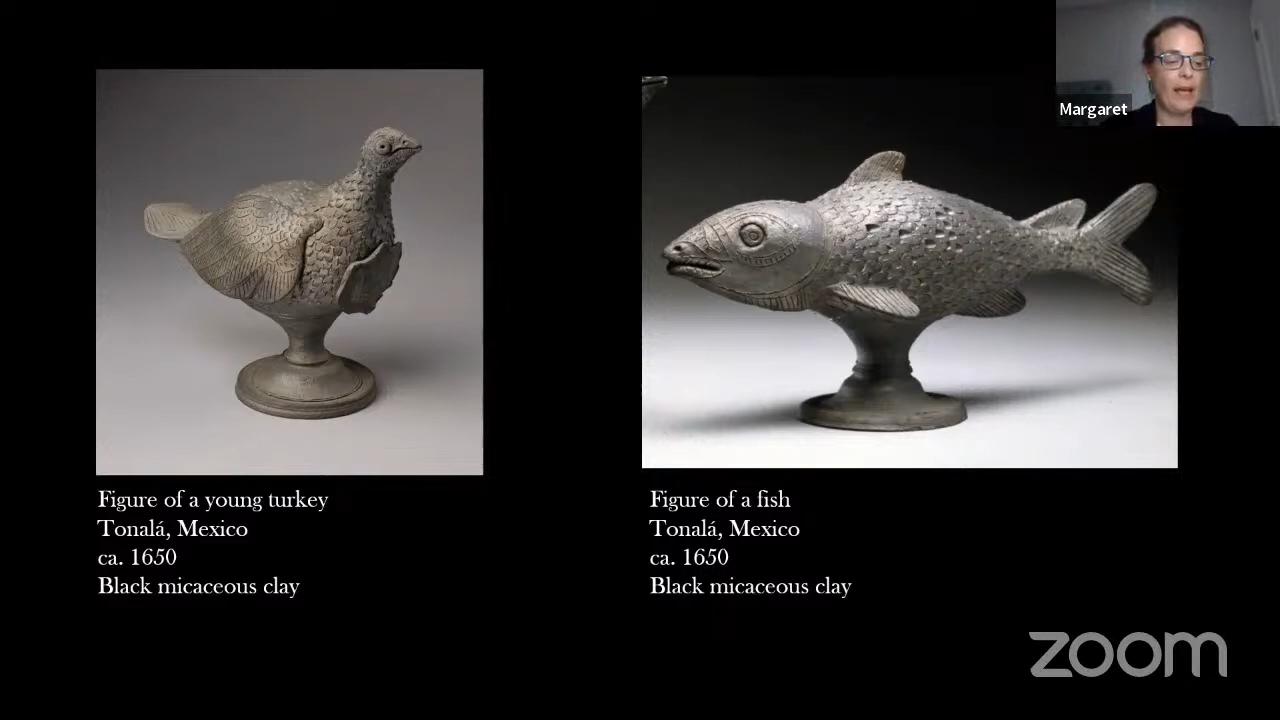 Margaret
Figure of a young turkey
Tonalá, Mexico
ca. 1650
Black micaceous clay
Figure of a fish
Tonalá, Mexico
ca. 1650
Black micaceous clay
zoom